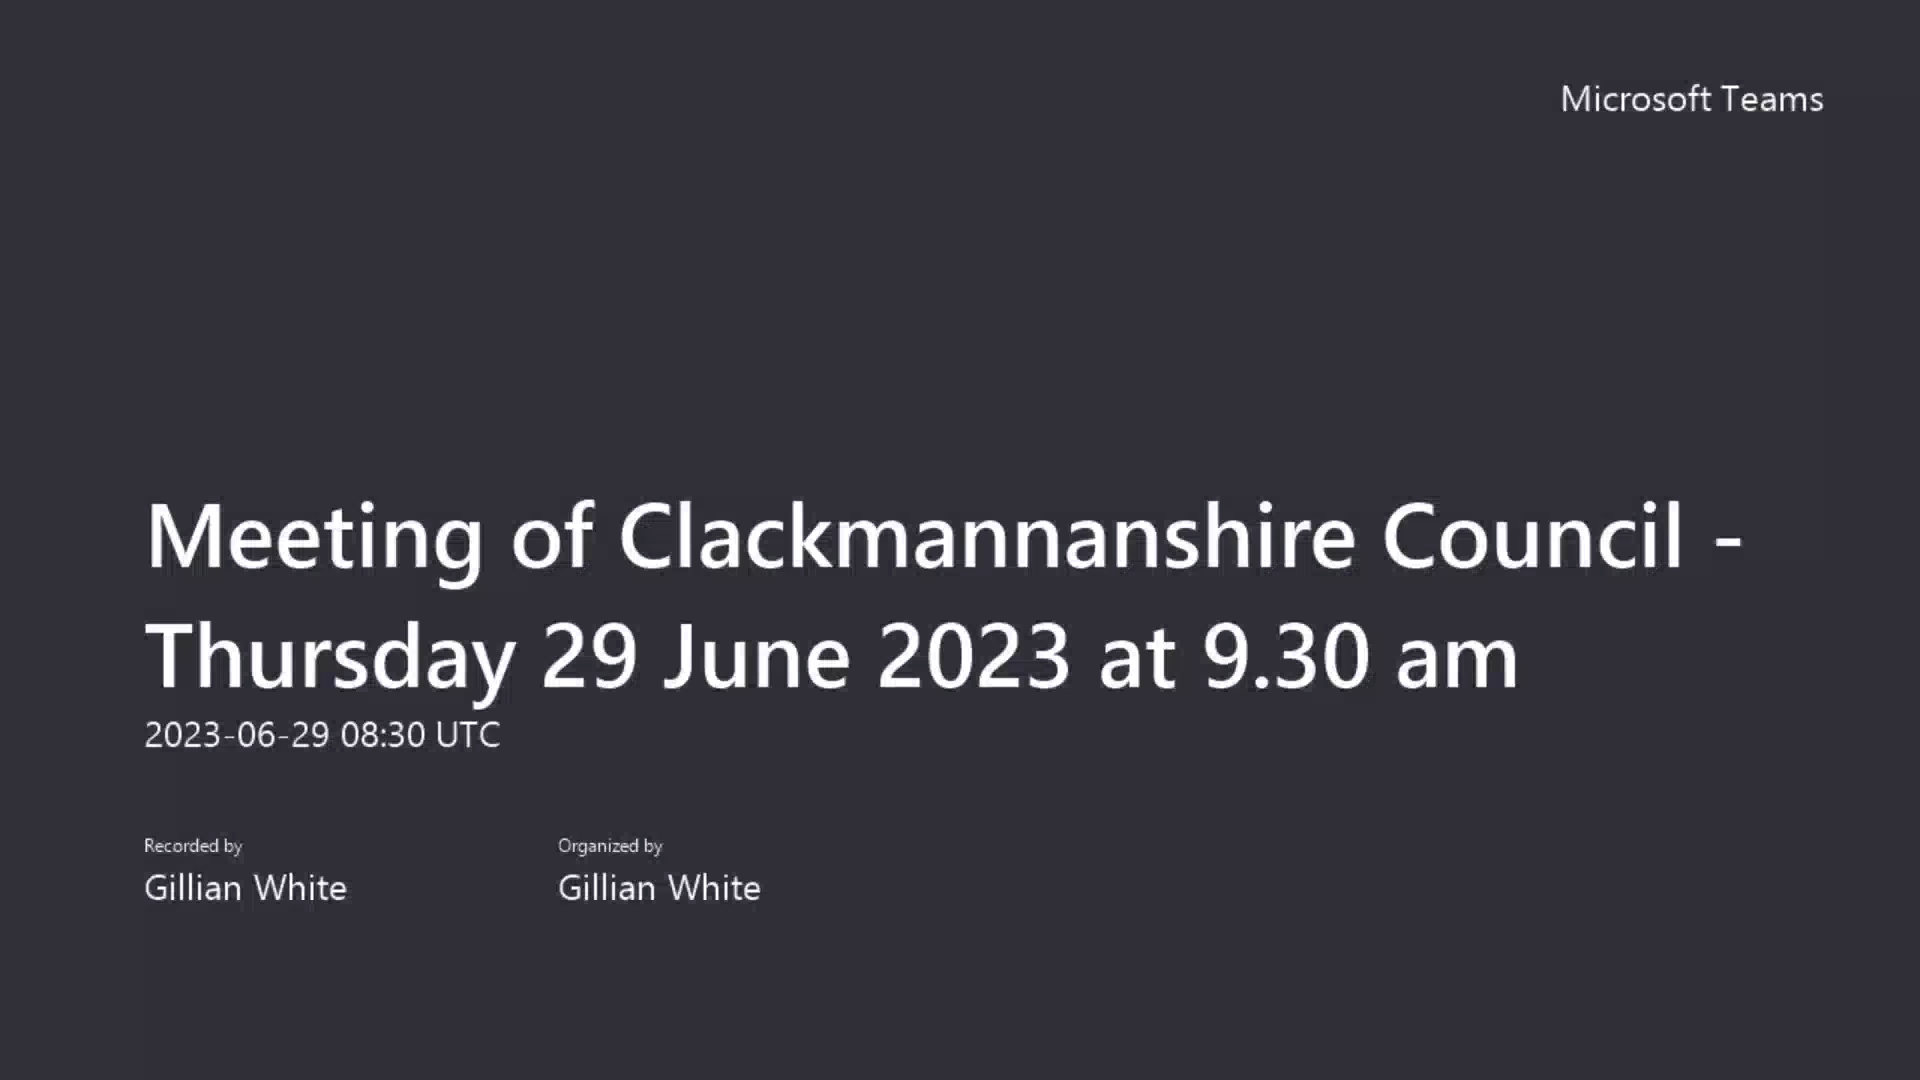 Microsoft Teams
Meeting of Clackmannanshire Council -
Thursday 29 June 2023 at 9.30 am
2023-06-29 08:30 UTC
Recorded by
Gillian White
Organized by
Gillian White